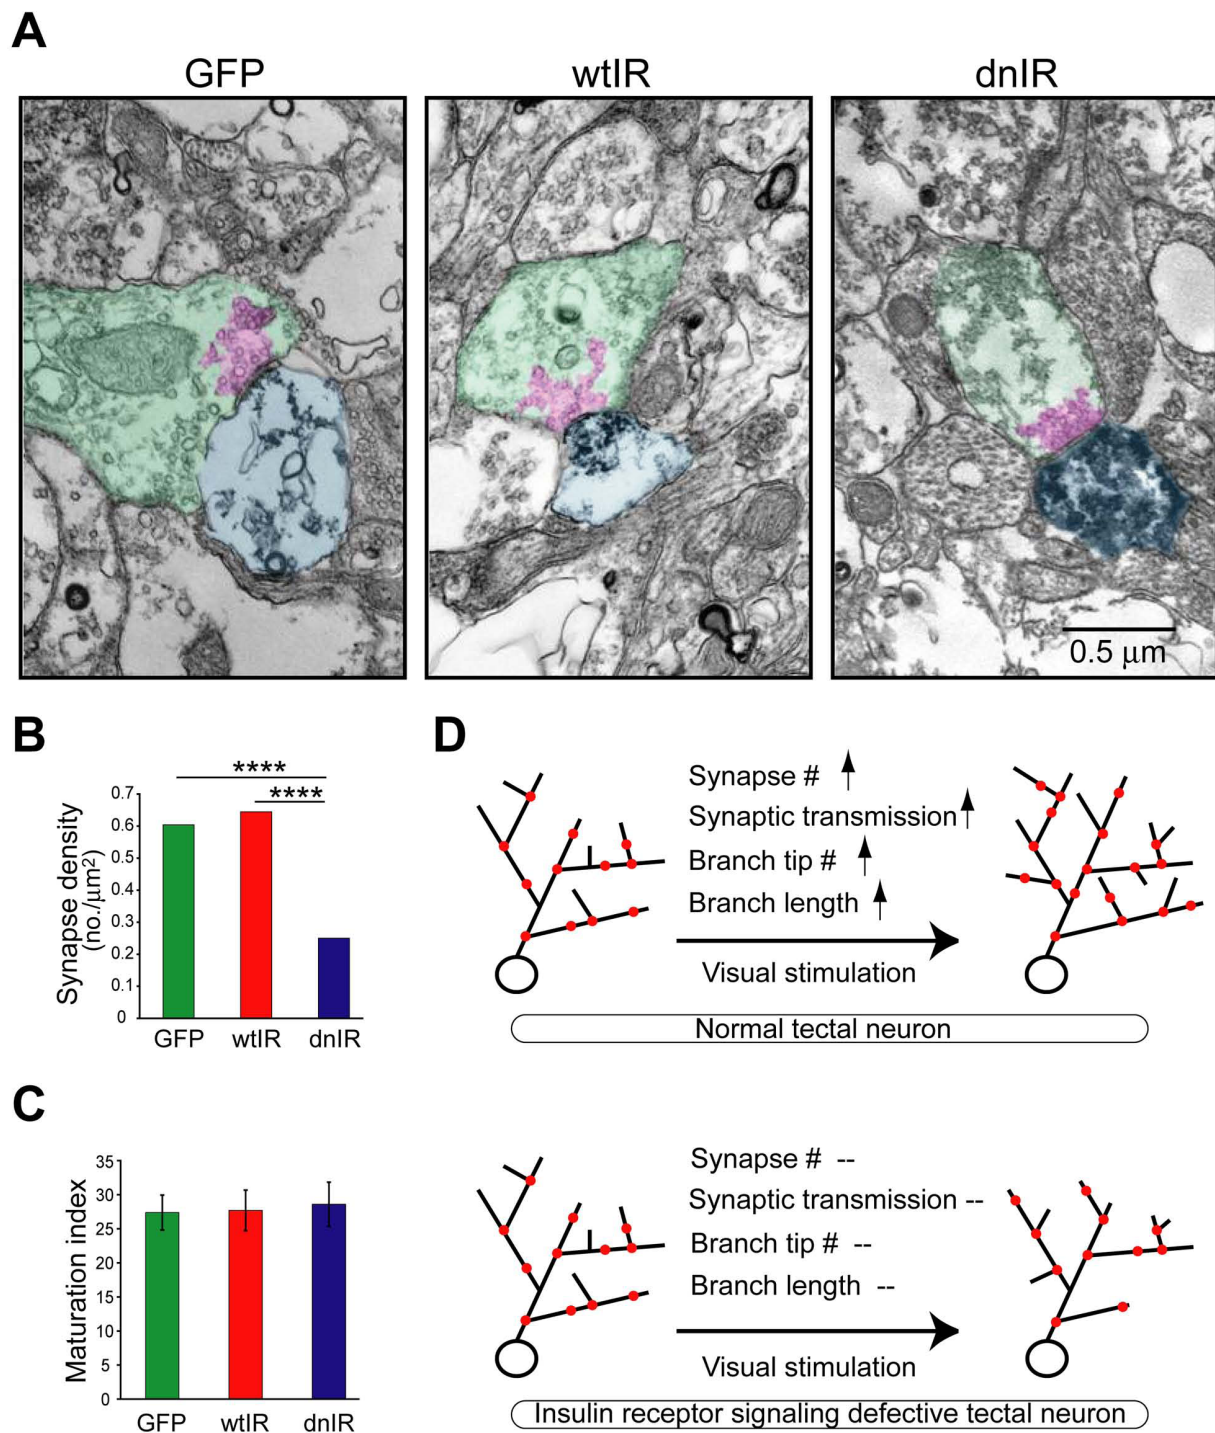 A
GFP
wtIR
dnIR
0.5 μm
B
****
****
Synapse density
(no./μm2)
0.7
0.6
0.5
0.4
0.3
0.2
0.1
0
GFP
wtIR
dnIR
C
Maturation index
35
30
25
20
15
10
5
0
GFP
wtIR
dnIR
D
Synapse #
Synaptic transmission
Branch tip #
Branch length
Visual stimulation
Normal tectal neuron
Synapse # --
Synaptic transmission --
Branch tip # --
Branch length --
Visual stimulation
Insulin receptor signaling defective tectal neuron